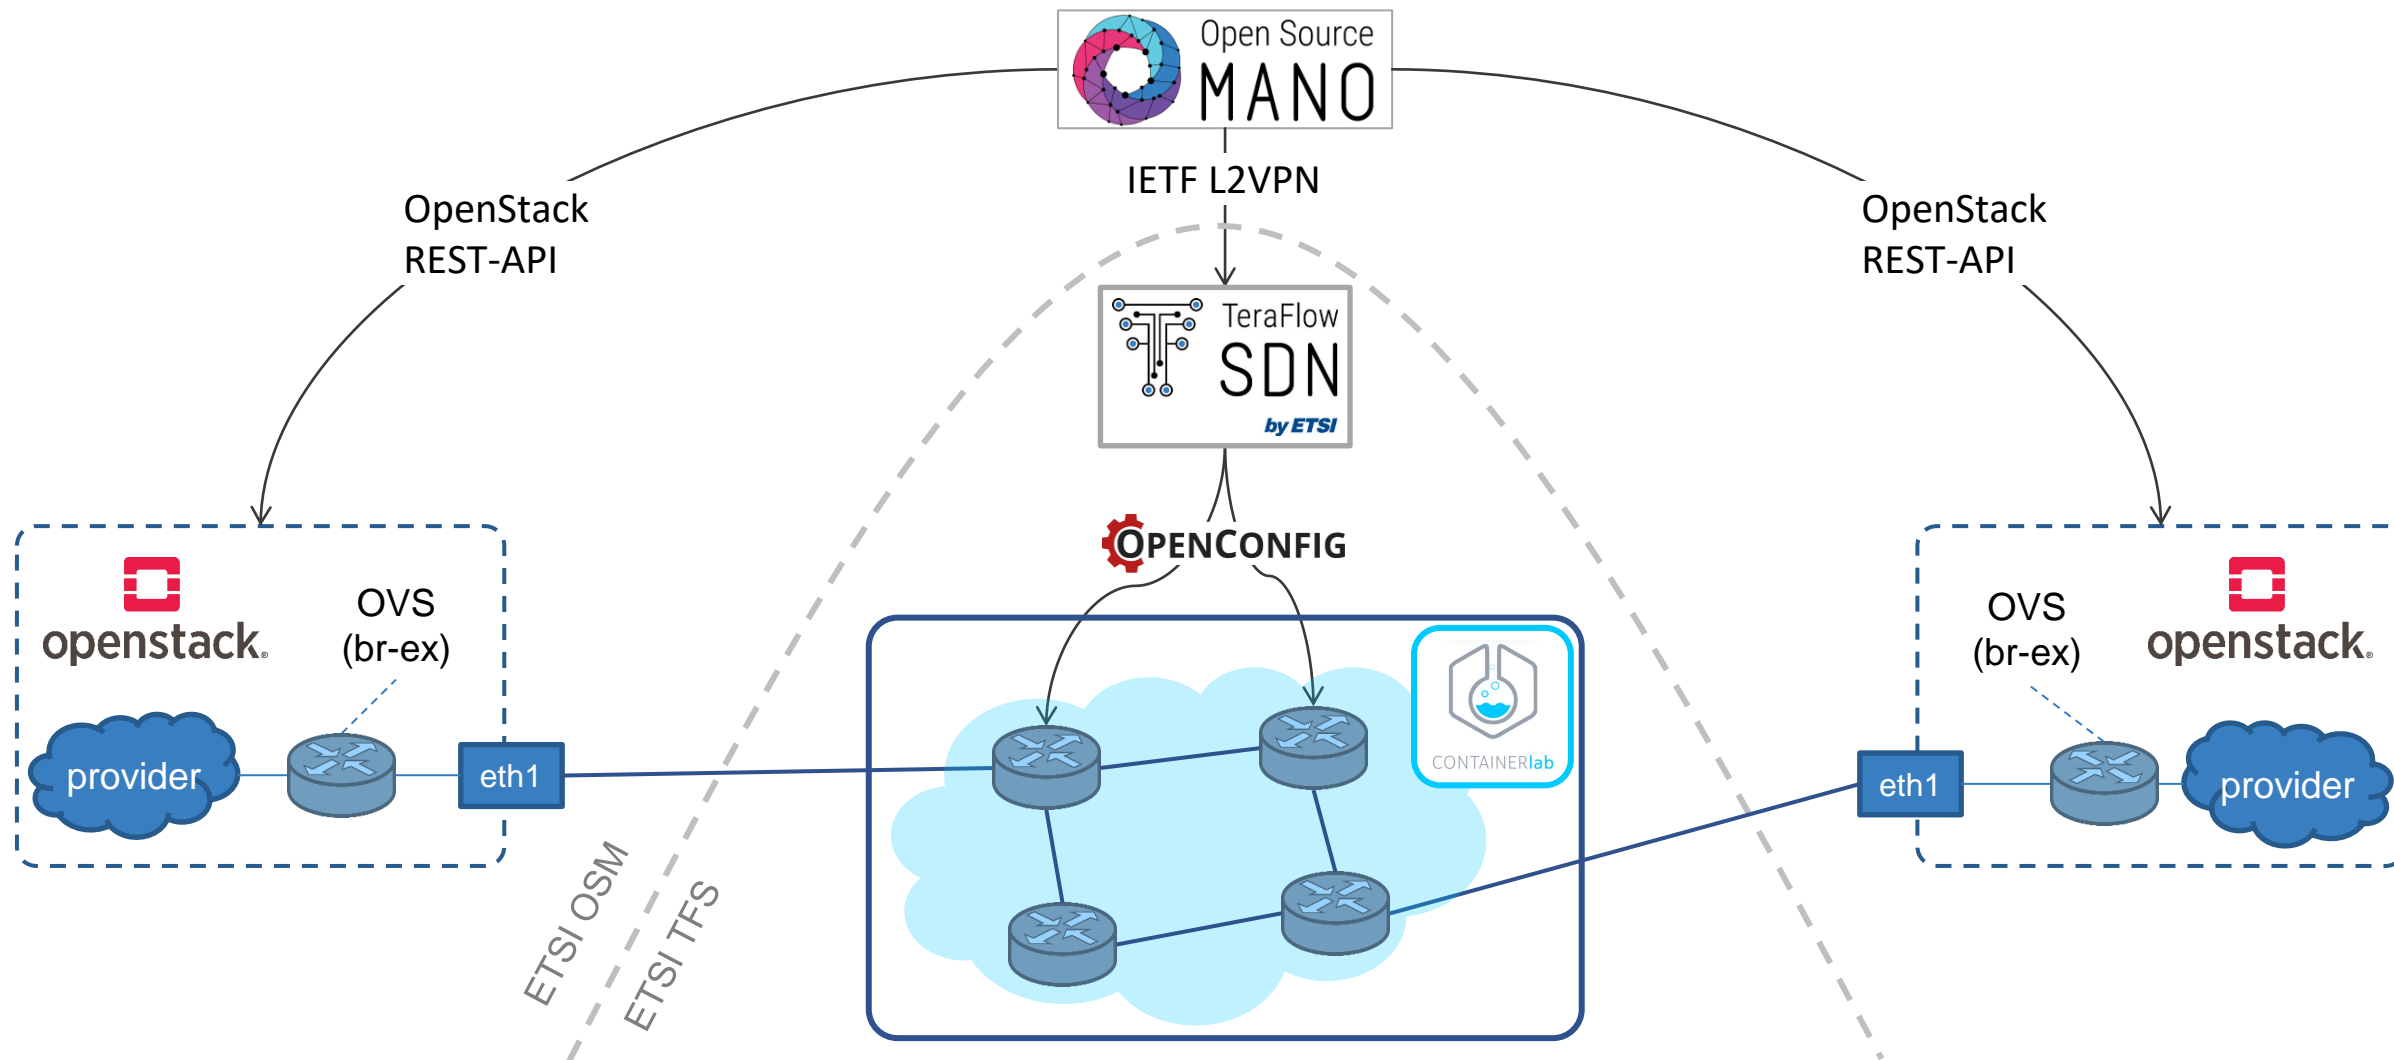 Open Source
MANO
IETF L2VPN
OpenStack
REST-API
OpenStack
REST-API
TeraFlow
SDN
by ETSI
OPENCONFIG
openstack.
OVS
(br-ex)
provider
eth1
CONTAINERlab
OVS
(br-ex)
openstack.
eth1
provider
ETSI OSM
ETSI TFS